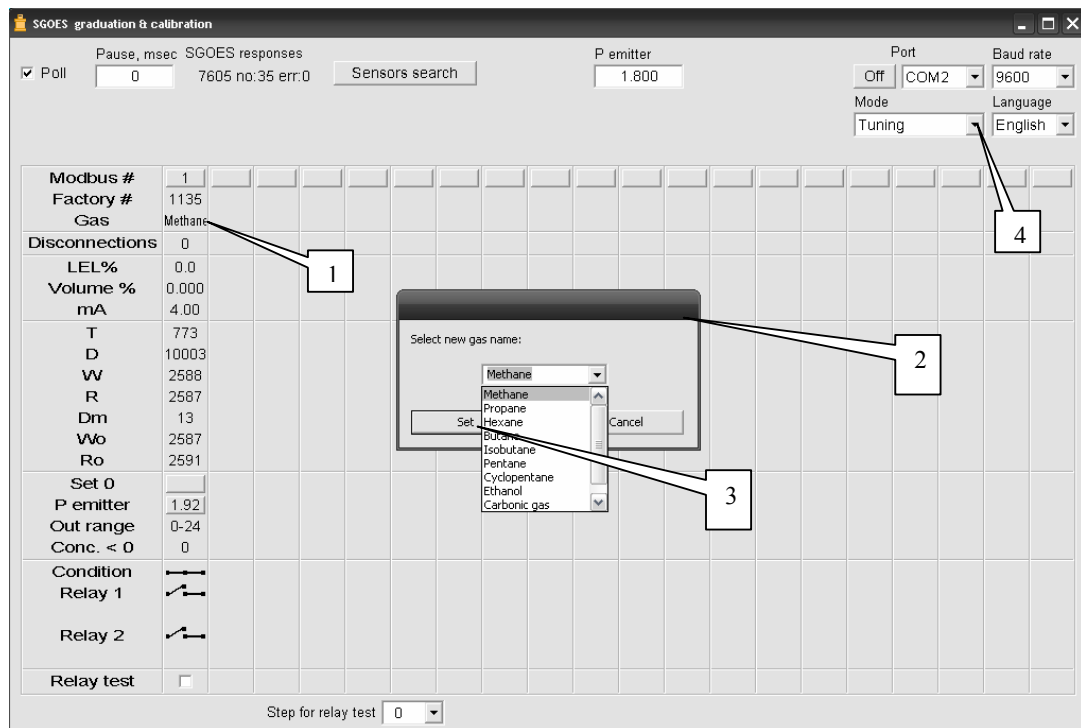 SGOES graduation & calibration
Poll
Pause, msec
0
SGOES responses
7605 no:35 err:0
Sensors search
P emitter
1.800
Port
Off
COM2
Baud rate
9600
Mode
Tuning
Language
English
Modbus # 1
Factory # 1135
Gas Methane
Disconnections 0
LEL% 0.0
Volume % 0.000
mA 4.00
T 773
D 10003
W 2588
R 2587
Dm 13
Wo 2587
Ro 2591
Set 0
P emitter 1.92
Out range 0-24
Conc. < 0 0
Condition
Relay 1
Relay 2
Relay test
Step for relay test 0
Select new gas name:
Methane
Methane
Propane
Hexane
Butane
Isobutane
Pentane
Cyclopentane
Ethanol
Carbonic gas
Set
Cancel
1
2
3
4